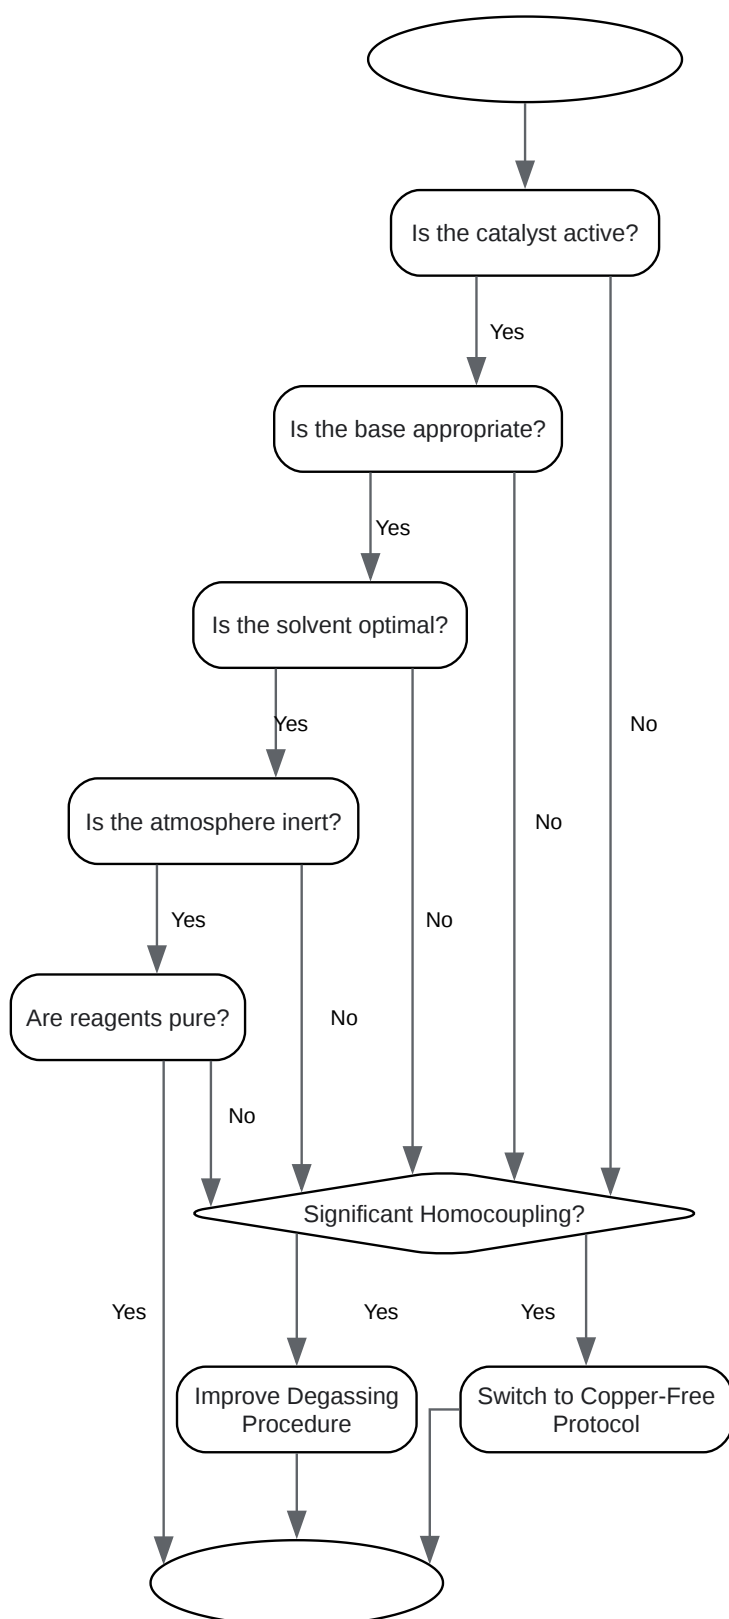 Is the catalyst active?
Yes
Is the base appropriate?
Yes
Is the solvent optimal?
Yes
No
Is the atmosphere inert?
No
Yes
No
Are reagents pure?
No
No
Significant Homocoupling?
Yes
Yes
Yes
Improve Degassing
Procedure
Switch to Copper-Free
Protocol